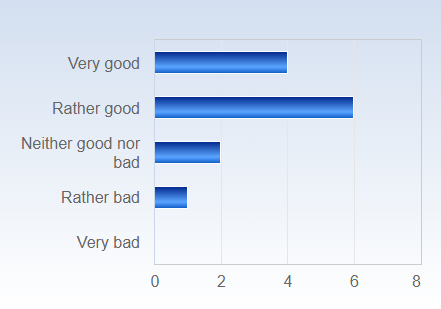 Very good
Rather good
Neither good nor
bad
Rather bad
Very bad
0 2 4 6 8